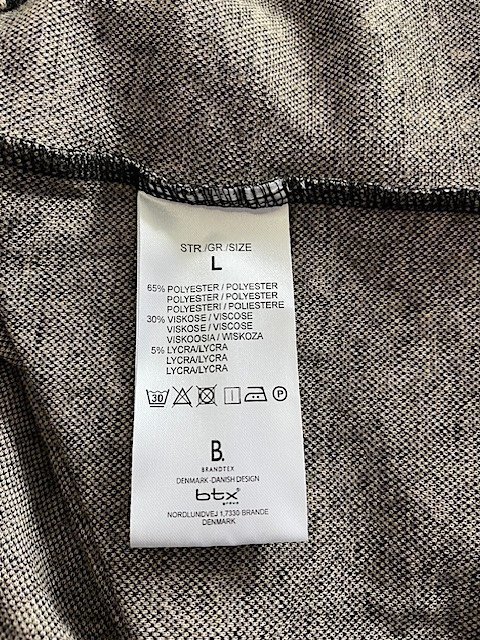 STR./GR./SIZE
L
65% POLYESTER / POLYESTER
POLYESTER / POLYESTER
POLYESTERI / POLIESTERE
30% VISKOSE / VISCOSE
VISKOSE / VISCOSE
VISKOOSIA / WISKOZA
5% LYCRA/LYCRA
LYCRA/LYCRA
LYCRA/LYCRA
30 P
B.
BRANDTEX
DENMARK-DANISH DESIGN
btx
group
NORDLUNDVEJ 1,7330 BRANDE
DENMARK